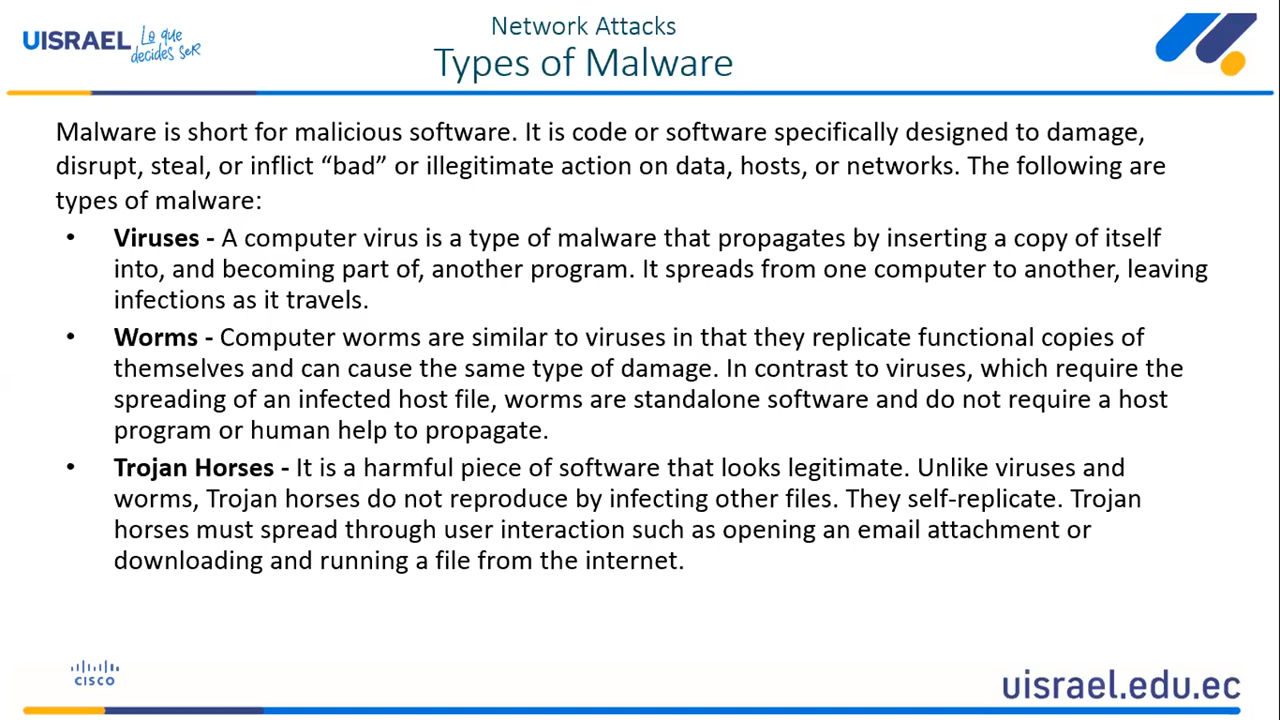 UISRAEL Lo que
decides seR
Network Attacks
Types of Malware
Malware is short for malicious software. It is code or software specifically designed to damage,
disrupt, steal, or inflict “bad” or illegitimate action on data, hosts, or networks. The following are
types of malware:
• Viruses - A computer virus is a type of malware that propagates by inserting a copy of itself
into, and becoming part of, another program. It spreads from one computer to another, leaving
infections as it travels.
• Worms - Computer worms are similar to viruses in that they replicate functional copies of
themselves and can cause the same type of damage. In contrast to viruses, which require the
spreading of an infected host file, worms are standalone software and do not require a host
program or human help to propagate.
• Trojan Horses - It is a harmful piece of software that looks legitimate. Unlike viruses and
worms, Trojan horses do not reproduce by infecting other files. They self-replicate. Trojan
horses must spread through user interaction such as opening an email attachment or
downloading and running a file from the internet.
CISCO
uisrael.edu.ec